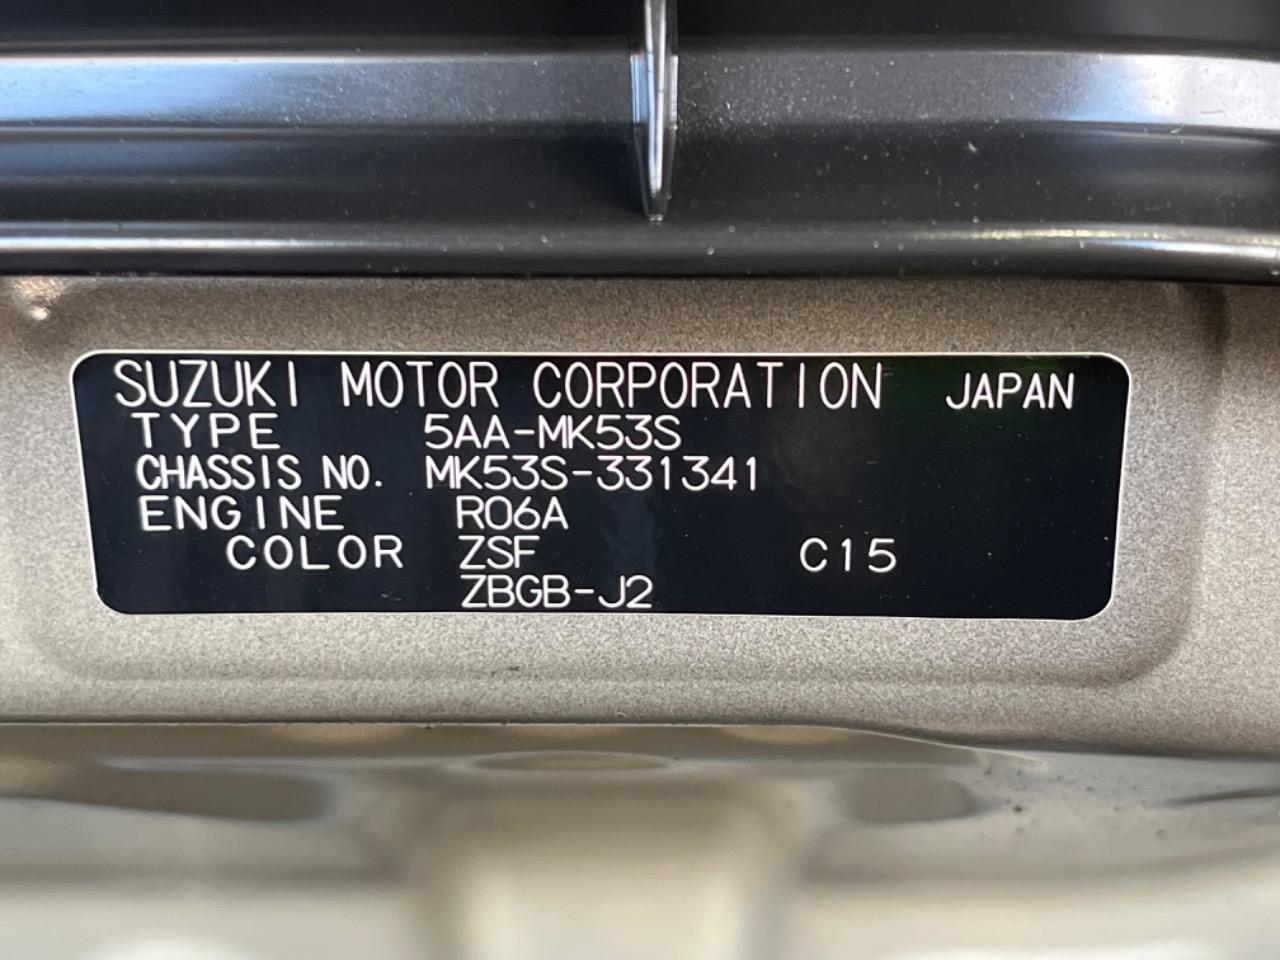 SUZUKI MOTOR CORPORATION JAPAN
TYPE 5AA-MK53S
CHASSIS NO. MK53S-331341
ENGINE R06A
COLOR ZSF C15
ZBGB-J2